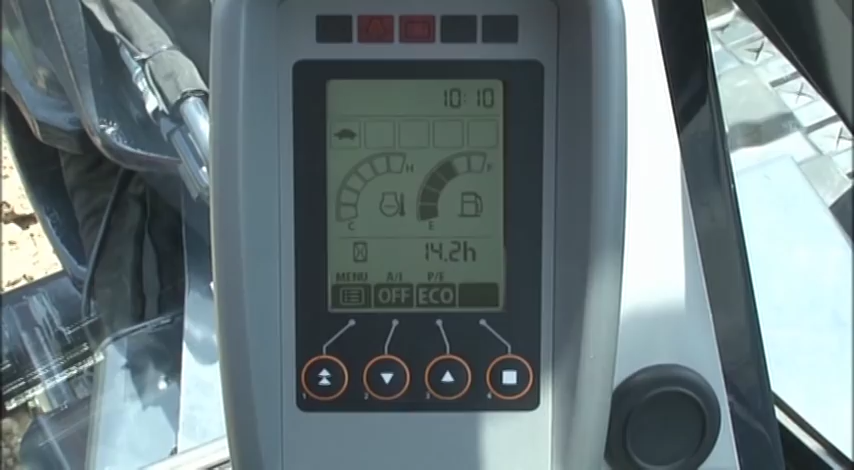 10:10
H F
C E
14.2h
MENU A/I P/E
OFF ECO
1 2 3 4